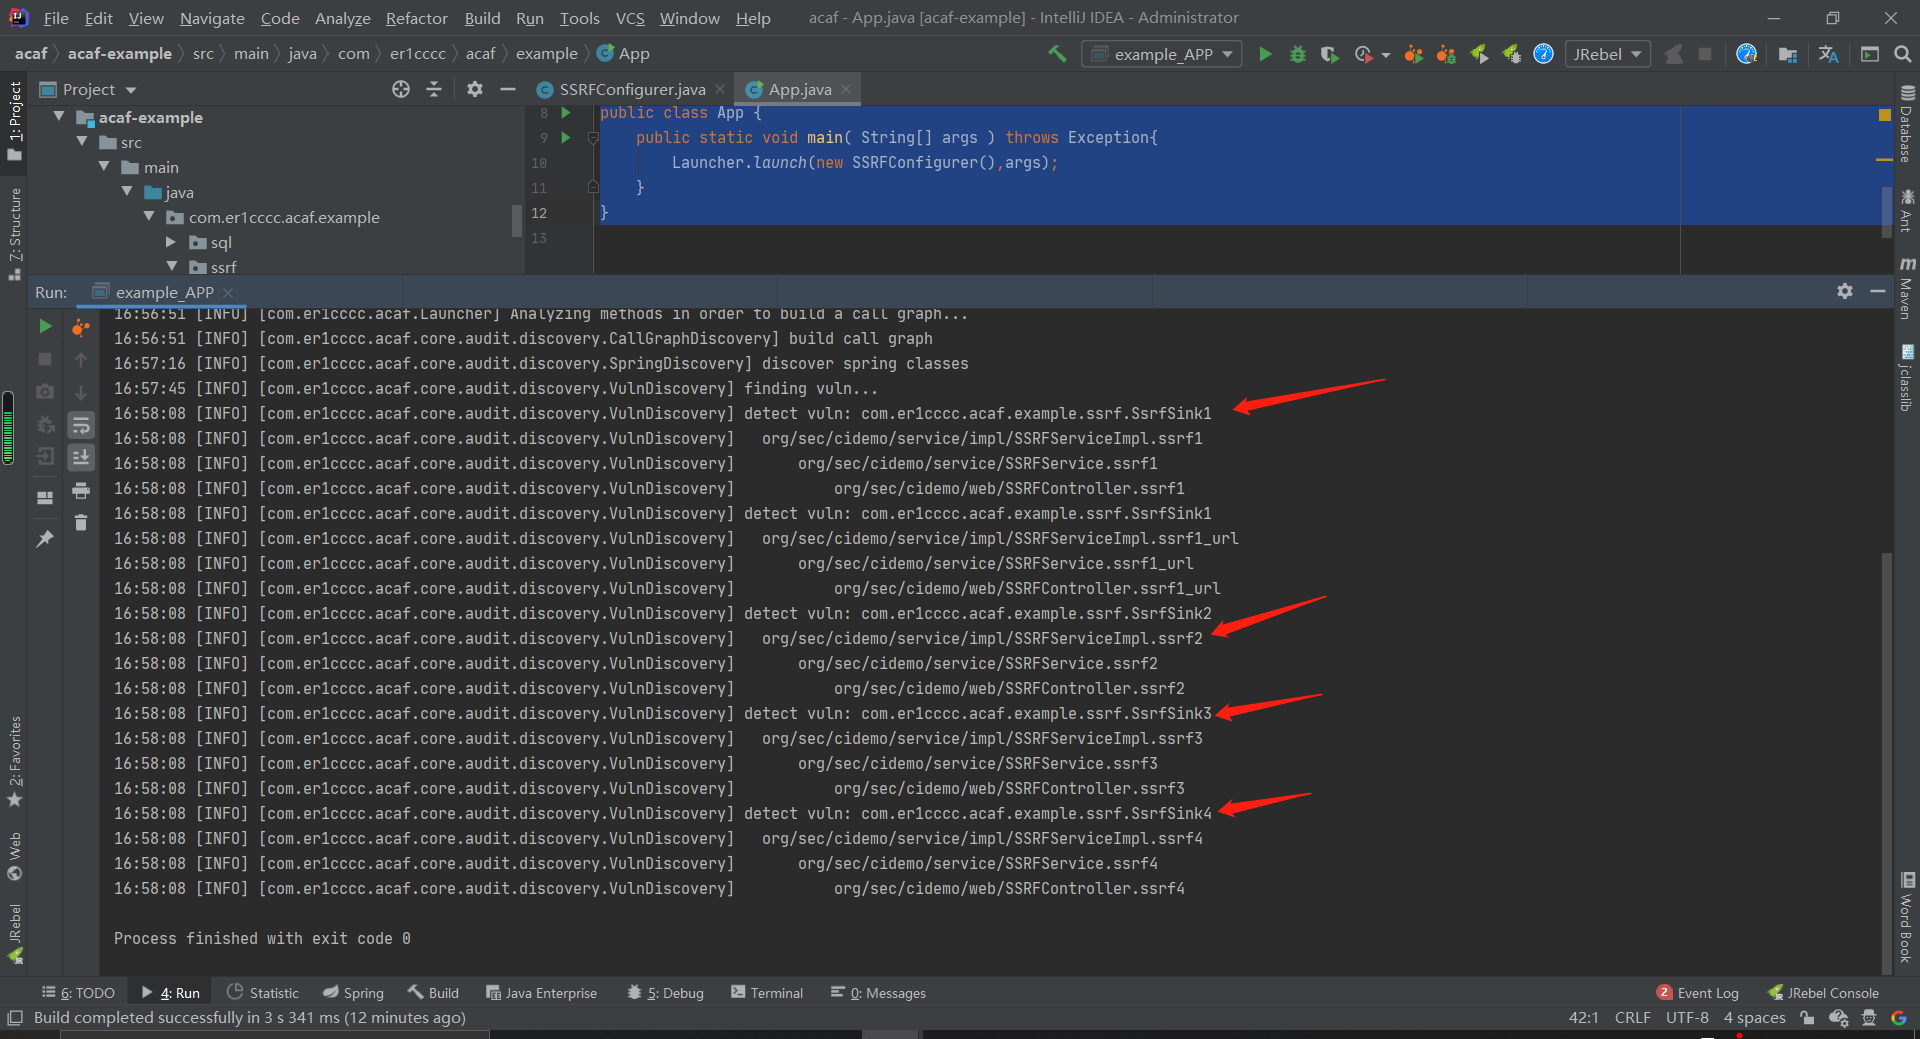 File Edit View Navigate Code Analyze Refactor Build Run Tools VCS Window Help acaf - App.java [acaf-example] - IntelliJ IDEA - Administrator
acaf acaf-example src main java com er1cccc acaf example App example_APP JRebel
Project
SSRFConfigurer.java App.java
acaf-example
src
main
java
com.er1cccc.acaf.example
sql
ssrf
8 public class App {
9 public static void main( String[] args ) throws Exception{
10 Launcher.launch(new SSRFConfigurer(),args);
11 }
12 }
13
Run: example_APP
16:56:51 [INFO] [com.er1cccc.acaf.Launcher] Analyzing methods in order to build a call graph...
16:56:51 [INFO] [com.er1cccc.acaf.core.audit.discovery.CallGraphDiscovery] build call graph
16:57:16 [INFO] [com.er1cccc.acaf.core.audit.discovery.SpringDiscovery] discover spring classes
16:57:45 [INFO] [com.er1cccc.acaf.core.audit.discovery.VulnDiscovery] finding vuln...
16:58:08 [INFO] [com.er1cccc.acaf.core.audit.discovery.VulnDiscovery] detect vuln: com.er1cccc.acaf.example.ssrf.SsrfSink1
16:58:08 [INFO] [com.er1cccc.acaf.core.audit.discovery.VulnDiscovery] org/sec/cidemo/service/impl/SSRFServiceImpl.ssrf1
16:58:08 [INFO] [com.er1cccc.acaf.core.audit.discovery.VulnDiscovery] org/sec/cidemo/service/SSRFService.ssrf1
16:58:08 [INFO] [com.er1cccc.acaf.core.audit.discovery.VulnDiscovery] org/sec/cidemo/web/SSRFController.ssrf1
16:58:08 [INFO] [com.er1cccc.acaf.core.audit.discovery.VulnDiscovery] detect vuln: com.er1cccc.acaf.example.ssrf.SsrfSink1
16:58:08 [INFO] [com.er1cccc.acaf.core.audit.discovery.VulnDiscovery] org/sec/cidemo/service/impl/SSRFServiceImpl.ssrf1_url
16:58:08 [INFO] [com.er1cccc.acaf.core.audit.discovery.VulnDiscovery] org/sec/cidemo/service/SSRFService.ssrf1_url
16:58:08 [INFO] [com.er1cccc.acaf.core.audit.discovery.VulnDiscovery] org/sec/cidemo/web/SSRFController.ssrf1_url
16:58:08 [INFO] [com.er1cccc.acaf.core.audit.discovery.VulnDiscovery] detect vuln: com.er1cccc.acaf.example.ssrf.SsrfSink2
16:58:08 [INFO] [com.er1cccc.acaf.core.audit.discovery.VulnDiscovery] org/sec/cidemo/service/impl/SSRFServiceImpl.ssrf2
16:58:08 [INFO] [com.er1cccc.acaf.core.audit.discovery.VulnDiscovery] org/sec/cidemo/service/SSRFService.ssrf2
16:58:08 [INFO] [com.er1cccc.acaf.core.audit.discovery.VulnDiscovery] org/sec/cidemo/web/SSRFController.ssrf2
16:58:08 [INFO] [com.er1cccc.acaf.core.audit.discovery.VulnDiscovery] detect vuln: com.er1cccc.acaf.example.ssrf.SsrfSink3
16:58:08 [INFO] [com.er1cccc.acaf.core.audit.discovery.VulnDiscovery] org/sec/cidemo/service/impl/SSRFServiceImpl.ssrf3
16:58:08 [INFO] [com.er1cccc.acaf.core.audit.discovery.VulnDiscovery] org/sec/cidemo/service/SSRFService.ssrf3
16:58:08 [INFO] [com.er1cccc.acaf.core.audit.discovery.VulnDiscovery] org/sec/cidemo/web/SSRFController.ssrf3
16:58:08 [INFO] [com.er1cccc.acaf.core.audit.discovery.VulnDiscovery] detect vuln: com.er1cccc.acaf.example.ssrf.SsrfSink4
16:58:08 [INFO] [com.er1cccc.acaf.core.audit.discovery.VulnDiscovery] org/sec/cidemo/service/impl/SSRFServiceImpl.ssrf4
16:58:08 [INFO] [com.er1cccc.acaf.core.audit.discovery.VulnDiscovery] org/sec/cidemo/service/SSRFService.ssrf4
16:58:08 [INFO] [com.er1cccc.acaf.core.audit.discovery.VulnDiscovery] org/sec/cidemo/web/SSRFController.ssrf4
Process finished with exit code 0
1: Project
7: Structure
2: Favorites
Web
JRebel
Database
Ant
Maven
jclasslib
Word Book
6: TODO 4: Run Statistic Spring Build Java Enterprise 5: Debug Terminal 0: Messages 2 Event Log JRebel Console
Build completed successfully in 3 s 341 ms (12 minutes ago) 42:1 CRLF UTF-8 4 spaces